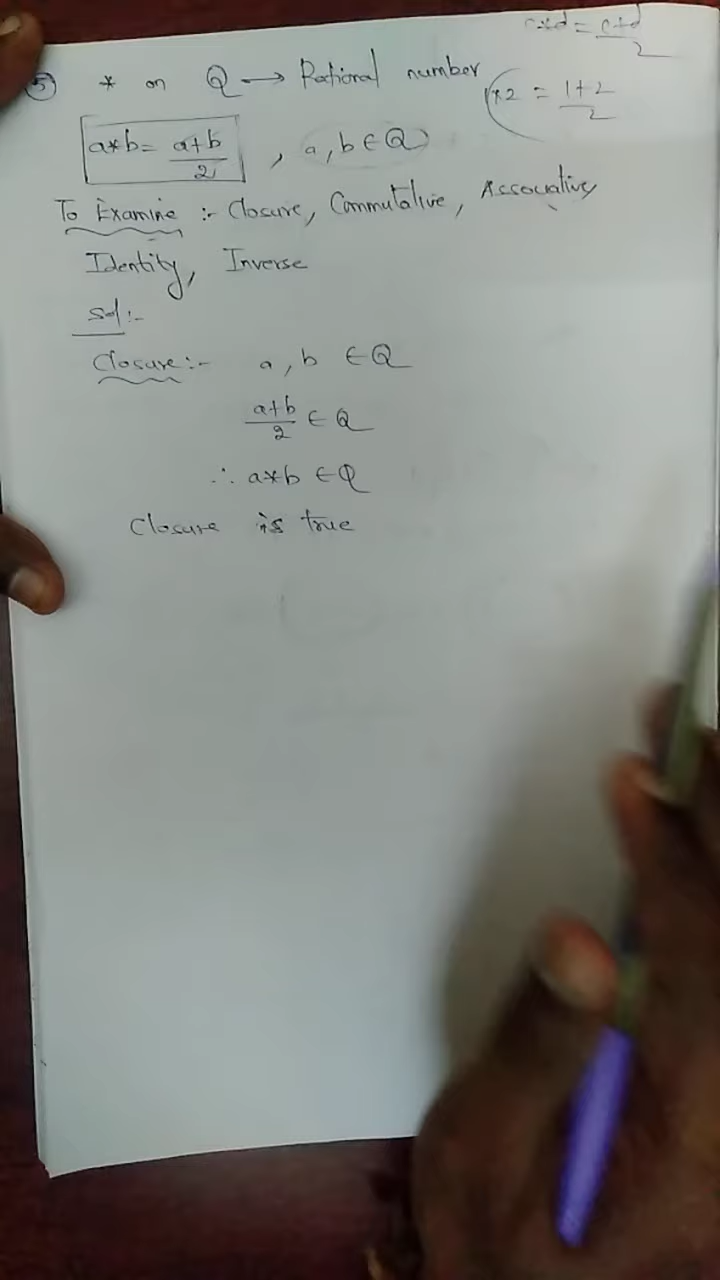 c*d = c+d/2
5 * on Q → Rational number
*2 = 1+2/2
a*b = a+b/2 , a, b ∈ Q
To Examine :- Closure, Commutative, Associative,
Identity, Inverse
Sol:-
Closure:- a, b ∈ Q
a+b/2 ∈ Q
∴ a*b ∈ Q
Closure is true